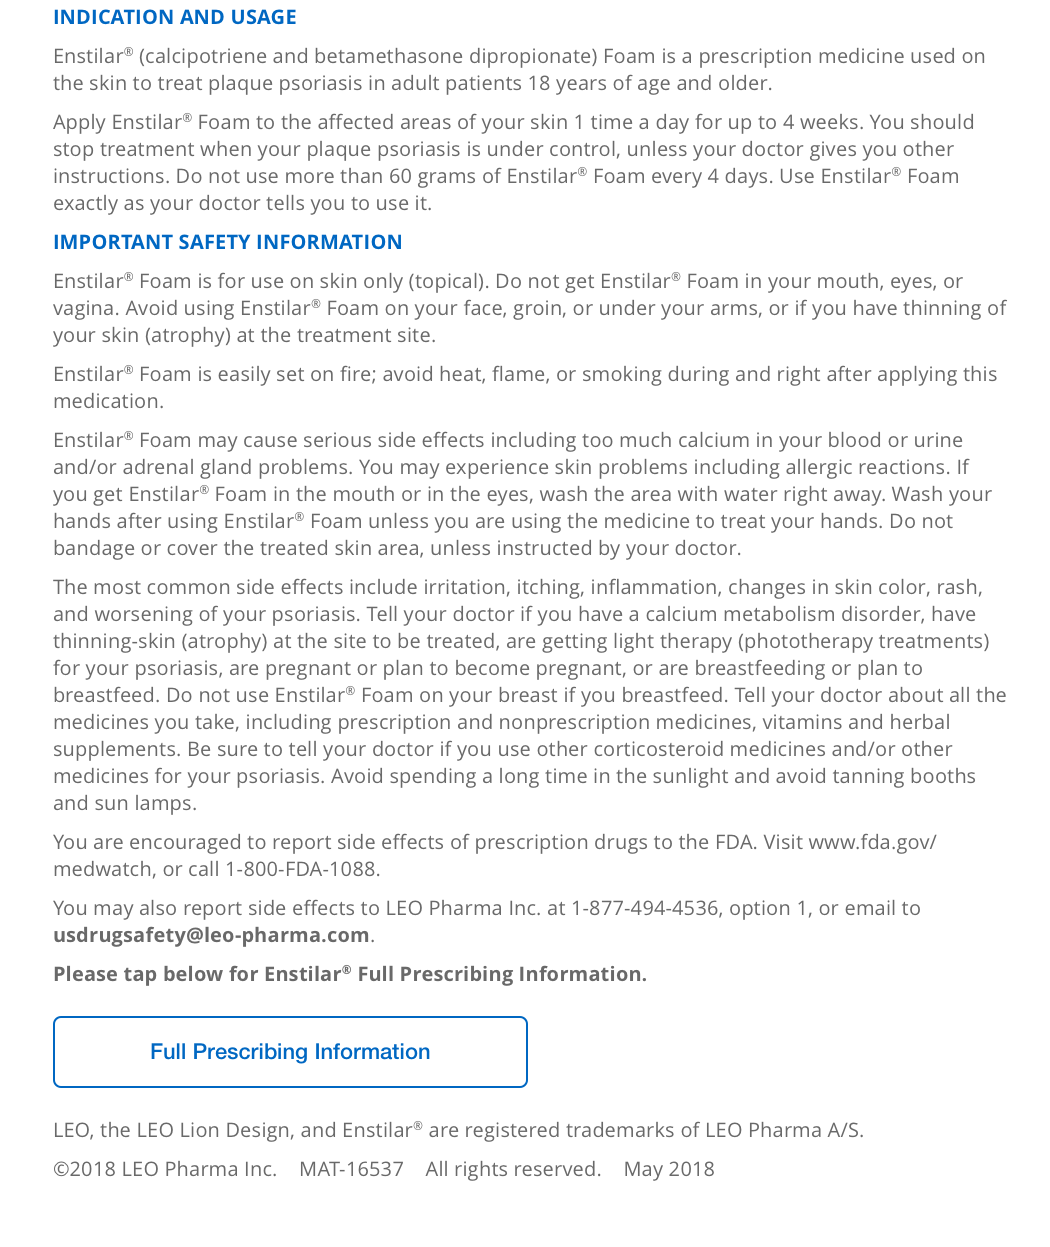 INDICATION AND USAGE
Enstilar® (calcipotriene and betamethasone dipropionate) Foam is a prescription medicine used on
the skin to treat plaque psoriasis in adult patients 18 years of age and older.
Apply Enstilar® Foam to the affected areas of your skin 1 time a day for up to 4 weeks. You should
stop treatment when your plaque psoriasis is under control, unless your doctor gives you other
instructions. Do not use more than 60 grams of Enstilar® Foam every 4 days. Use Enstilar® Foam
exactly as your doctor tells you to use it.
IMPORTANT SAFETY INFORMATION
Enstilar® Foam is for use on skin only (topical). Do not get Enstilar® Foam in your mouth, eyes, or
vagina. Avoid using Enstilar® Foam on your face, groin, or under your arms, or if you have thinning of
your skin (atrophy) at the treatment site.
Enstilar® Foam is easily set on fire; avoid heat, flame, or smoking during and right after applying this
medication.
Enstilar® Foam may cause serious side effects including too much calcium in your blood or urine
and/or adrenal gland problems. You may experience skin problems including allergic reactions. If
you get Enstilar® Foam in the mouth or in the eyes, wash the area with water right away. Wash your
hands after using Enstilar® Foam unless you are using the medicine to treat your hands. Do not
bandage or cover the treated skin area, unless instructed by your doctor.
The most common side effects include irritation, itching, inflammation, changes in skin color, rash,
and worsening of your psoriasis. Tell your doctor if you have a calcium metabolism disorder, have
thinning-skin (atrophy) at the site to be treated, are getting light therapy (phototherapy treatments)
for your psoriasis, are pregnant or plan to become pregnant, or are breastfeeding or plan to
breastfeed. Do not use Enstilar® Foam on your breast if you breastfeed. Tell your doctor about all the
medicines you take, including prescription and nonprescription medicines, vitamins and herbal
supplements. Be sure to tell your doctor if you use other corticosteroid medicines and/or other
medicines for your psoriasis. Avoid spending a long time in the sunlight and avoid tanning booths
and sun lamps.
You are encouraged to report side effects of prescription drugs to the FDA. Visit www.fda.gov/
medwatch, or call 1-800-FDA-1088.
You may also report side effects to LEO Pharma Inc. at 1-877-494-4536, option 1, or email to
usdrugsafety@leo-pharma.com.
Please tap below for Enstilar® Full Prescribing Information.
Full Prescribing Information
LEO, the LEO Lion Design, and Enstilar® are registered trademarks of LEO Pharma A/S.
©2018 LEO Pharma Inc. MAT-16537 All rights reserved. May 2018